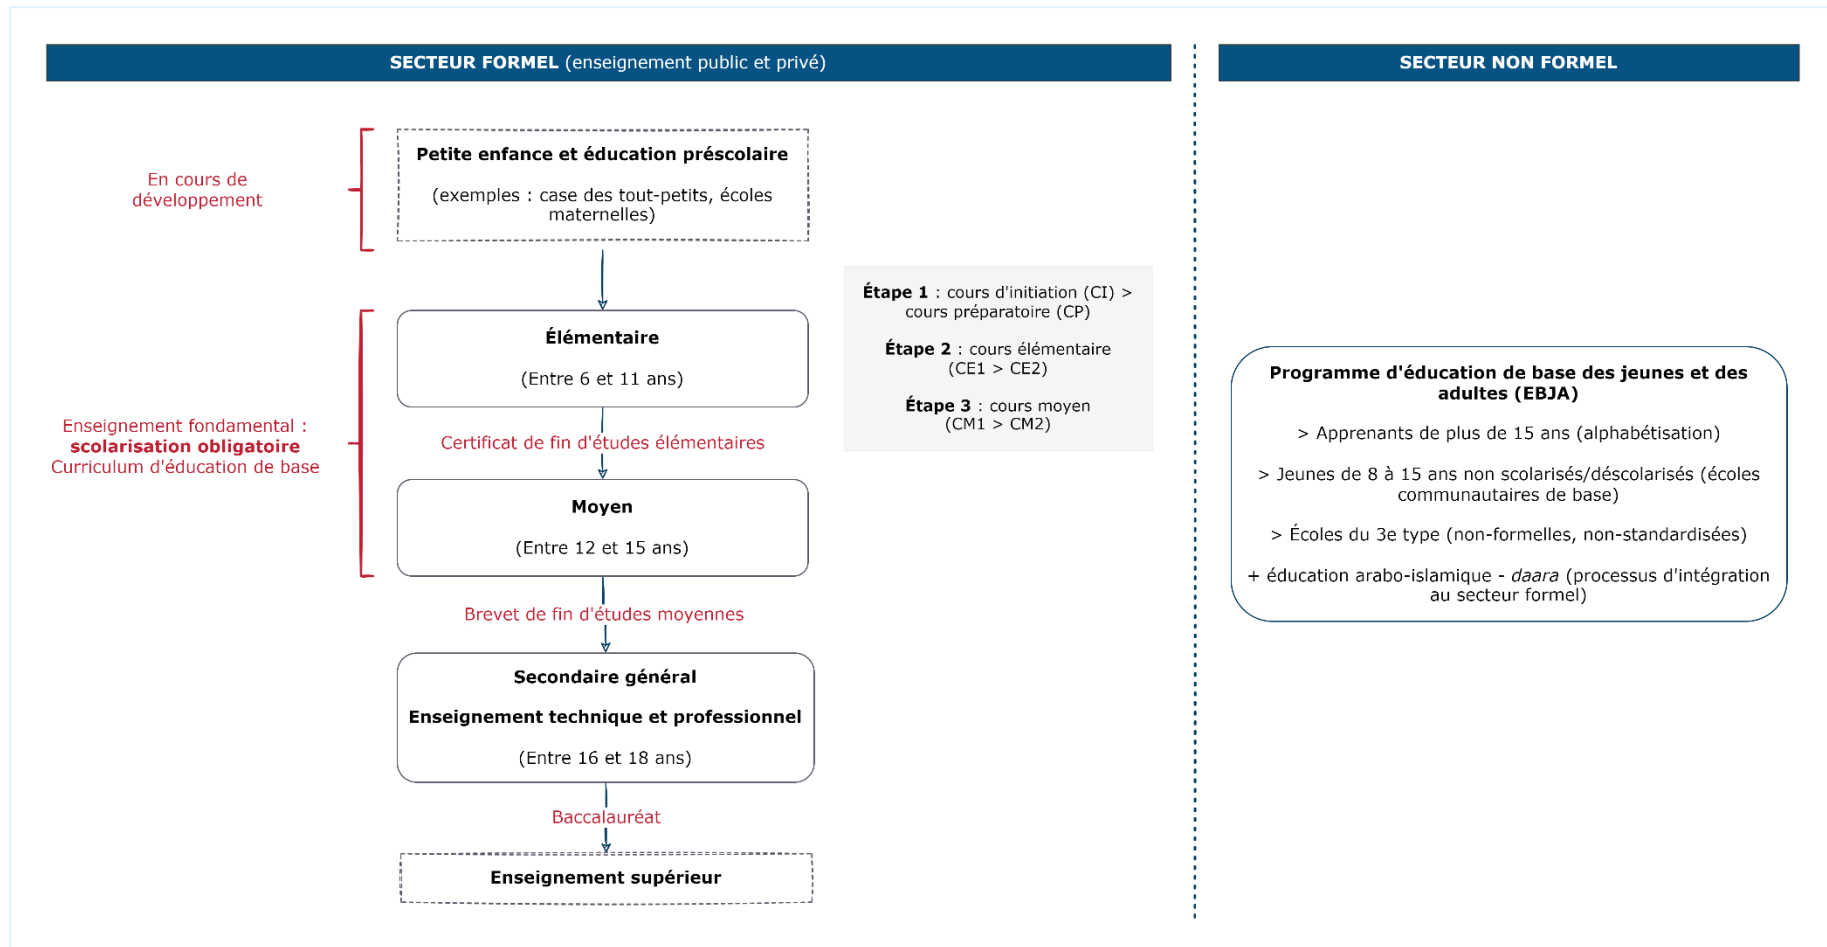 SECTEUR FORMEL (enseignement public et privé)
SECTEUR NON FORMEL
Petite enfance et éducation préscolaire
(exemples : case des tout-petits, écoles
maternelles)
En cours de
développement
Élémentaire
(Entre 6 et 11 ans)
Étape 1 : cours d'initiation (CI) >
cours préparatoire (CP)
Étape 2 : cours élémentaire
(CE1 > CE2)
Étape 3 : cours moyen
(CM1 > CM2)
Enseignement fondamental :
scolarisation obligatoire
Curriculum d'éducation de base
Certificat de fin d'études élémentaires
Moyen
(Entre 12 et 15 ans)
Brevet de fin d'études moyennes
Secondaire général
Enseignement technique et professionnel
(Entre 16 et 18 ans)
Baccalauréat
Enseignement supérieur
Programme d'éducation de base des jeunes et des
adultes (EBJA)
> Apprenants de plus de 15 ans (alphabétisation)
> Jeunes de 8 à 15 ans non scolarisés/déscolarisés (écoles
communautaires de base)
> Écoles du 3e type (non-formelles, non-standardisées)
+ éducation arabo-islamique - daara (processus d'intégration
au secteur formel)